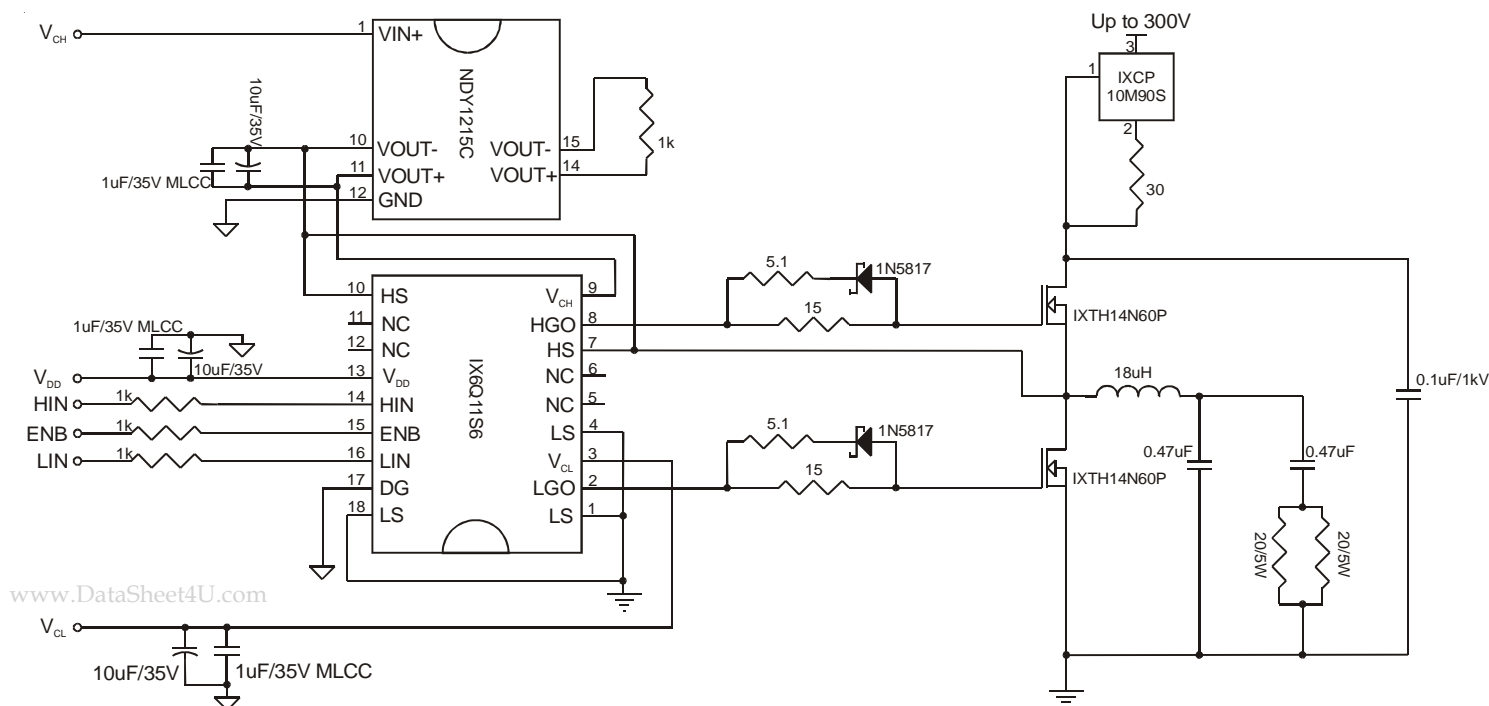 Up to 300V
V_CH
1
VIN+
NDY1215C
10uF/35V
1uF/35V MLCC
10
VOUT-
11
VOUT+
12
GND
VOUT-
15
VOUT+
14
1k
3
1
IXCP
10M90S
2
30
10
HS
11
NC
12
NC
13
V_DD
14
HIN
15
ENB
16
LIN
17
DG
18
LS
IX6Q11S6
V_CH
9
HGO
8
HS
7
NC
6
NC
5
LS
4
V_CL
3
LGO
2
LS
1
1uF/35V MLCC
10uF/35V
V_DD
HIN
1k
ENB
1k
LIN
1k
5.1
1N5817
15
IXTH14N60P
18uH
0.1uF/1kV
5.1
1N5817
15
IXTH14N60P
0.47uF
0.47uF
20/5W
20/5W
www.DataSheet4U.com
V_CL
10uF/35V
1uF/35V MLCC